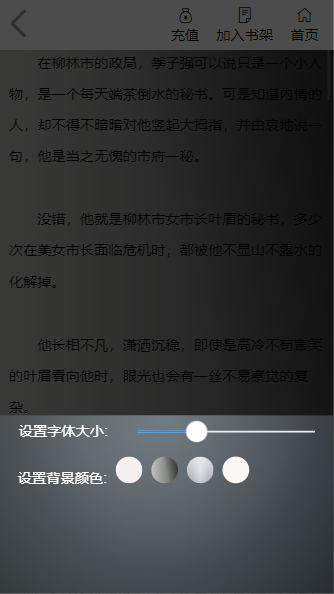 充值 加入书架 首页
在柳林市的政局，季子强可以说只是一个小人
物，是一个每天端茶倒水的秘书。可是知道内情的
人，却不得不暗暗对他竖起大拇指，并由衷地说一
句，他是当之无愧的市府一秘。
没错，他就是柳林市女市长叶眉的秘书，多少
次在美女市长面临危机时，都被他不显山不露水的
化解掉。
他长相不凡，潇洒沉稳，即使是高冷不苟言笑
的叶眉看向他时，眼光也会有一丝不易察觉的复
杂。
设置字体大小:
设置背景颜色: